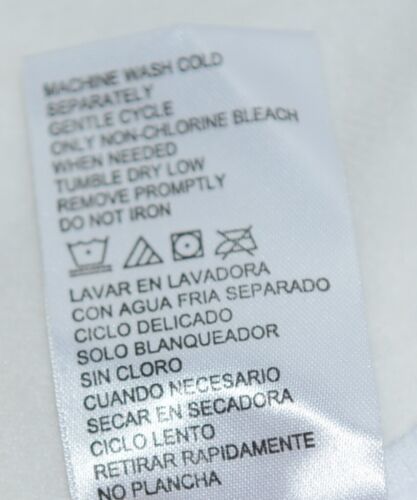 MACHINE WASH COLD
SEPARATELY
GENTLE CYCLE
ONLY NON-CHLORINE BLEACH
WHEN NEEDED
TUMBLE DRY LOW
REMOVE PROMPTLY
DO NOT IRON
LAVAR EN LAVADORA
CON AGUA FRIA SEPARADO
CICLO DELICADO
SOLO BLANQUEADOR
SIN CLORO
CUANDO NECESARIO
SECAR EN SECADORA
CICLO LENTO
RETIRAR RAPIDAMENTE
NO PLANCHA